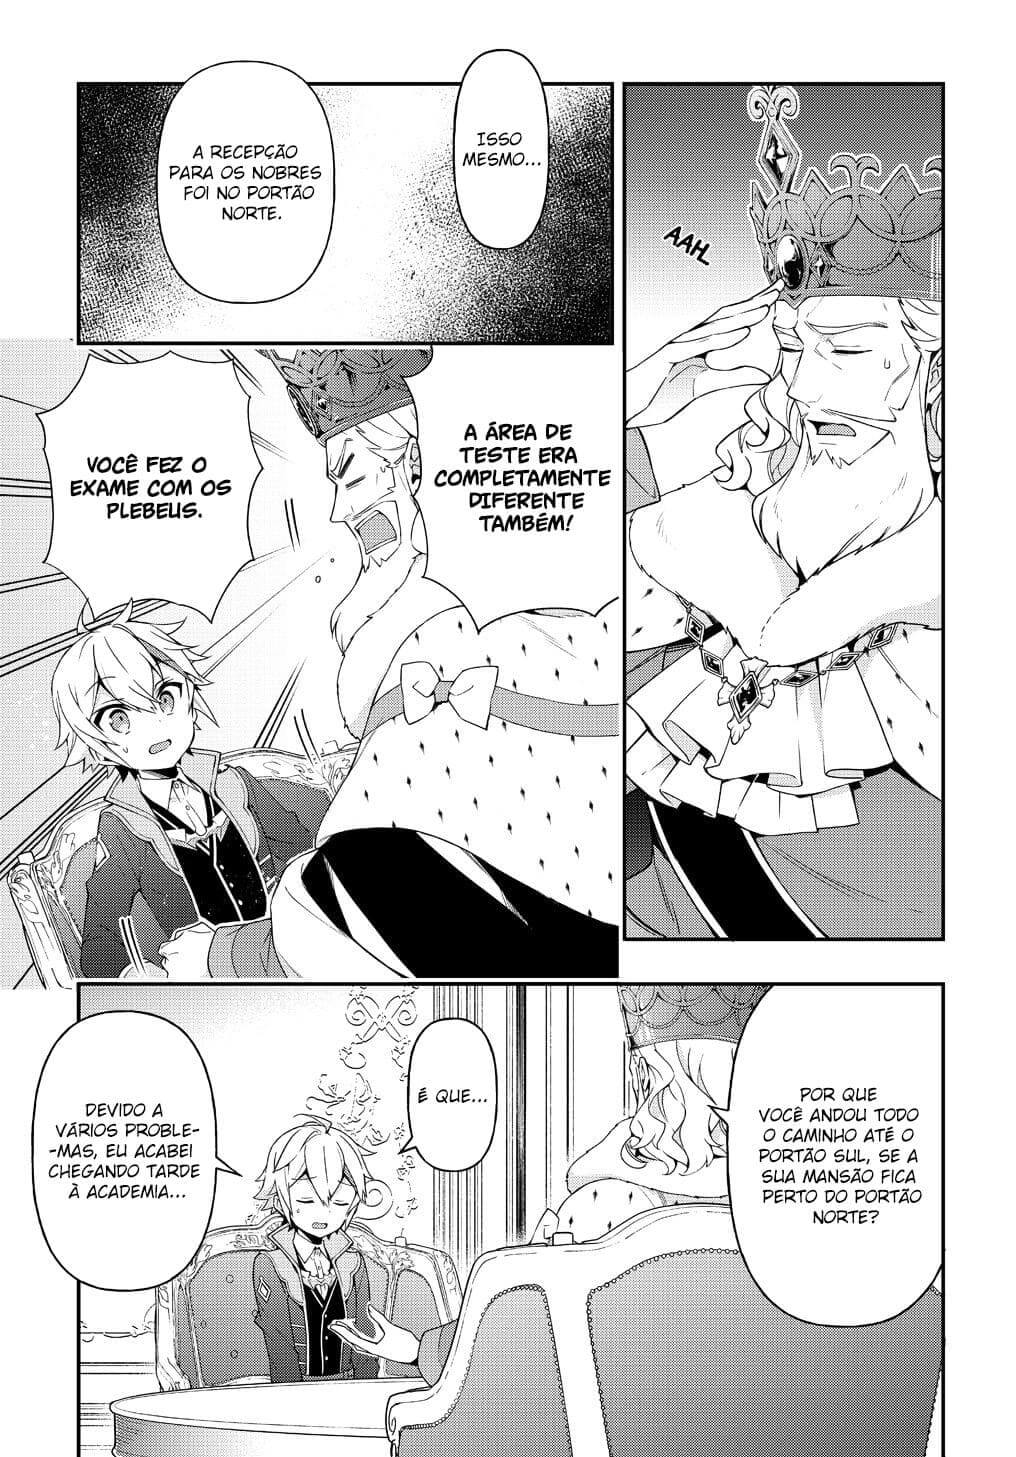 AAH...
ISSO
MESMO...
A RECEPÇÃO
PARA OS NOBRES
FOI NO PORTÃO
NORTE.
A ÁREA DE
TESTE ERA
COMPLETAMENTE
DIFERENTE
TAMBÉM!
VOCÊ FEZ O
EXAME COM OS
PLEBEUS.
POR QUE
VOCÊ ANDOU TODO
O CAMINHO ATÉ O
PORTÃO SUL, SE A
SUA MANSÃO FICA
PERTO DO PORTÃO
NORTE?
É QUE...
DEVIDO A
VÁRIOS PROBLE-
-MAS, EU ACABEI
CHEGANDO TARDE
À ACADEMIA...